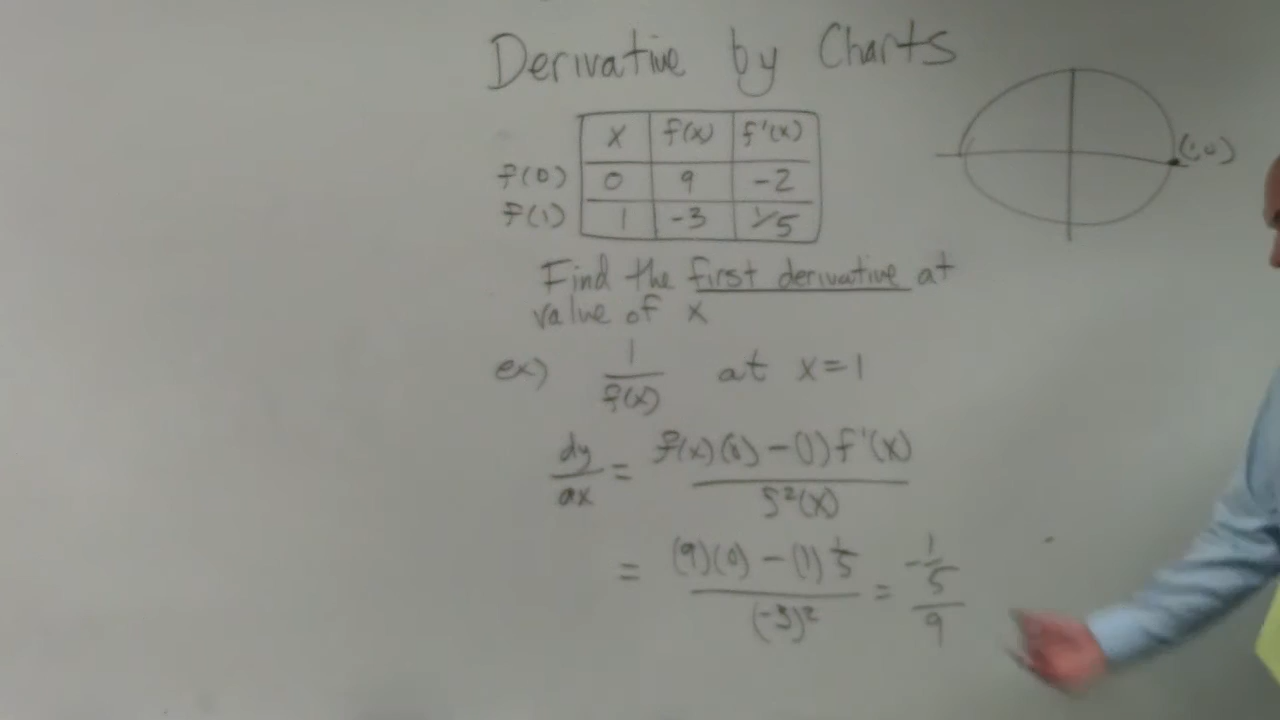 Derivative by Charts
x f(x) f'(x)
f(0) 0 9 -2
f(1) 1 -3 1/5
(1,0)
Find the first derivative at
value of x
ex) 1/f(x) at x=1
dy/dx = f(x)(0) - (1)f'(x) / f²(x)
= (9)(0) - (1)1/5 / (-3)² = -1/5 / 9